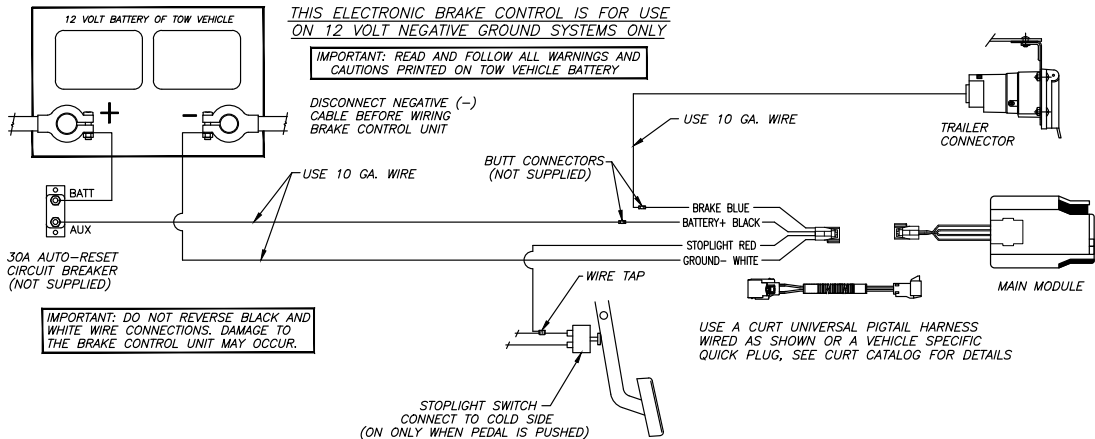 12 VOLT BATTERY OF TOW VEHICLE
+
-
THIS ELECTRONIC BRAKE CONTROL IS FOR USE
ON 12 VOLT NEGATIVE GROUND SYSTEMS ONLY
IMPORTANT: READ AND FOLLOW ALL WARNINGS AND
CAUTIONS PRINTED ON TOW VEHICLE BATTERY
DISCONNECT NEGATIVE (-)
CABLE BEFORE WIRING
BRAKE CONTROL UNIT
USE 10 GA. WIRE
TRAILER
CONNECTOR
BUTT CONNECTORS
(NOT SUPPLIED)
USE 10 GA. WIRE
BATT
AUX
30A AUTO-RESET
CIRCUIT BREAKER
(NOT SUPPLIED)
BRAKE BLUE
BATTERY+ BLACK
STOPLIGHT RED
GROUND- WHITE
WIRE TAP
MAIN MODULE
IMPORTANT: DO NOT REVERSE BLACK AND
WHITE WIRE CONNECTIONS. DAMAGE TO
THE BRAKE CONTROL UNIT MAY OCCUR.
USE A CURT UNIVERSAL PIGTAIL HARNESS
WIRED AS SHOWN OR A VEHICLE SPECIFIC
QUICK PLUG, SEE CURT CATALOG FOR DETAILS
STOPLIGHT SWITCH
CONNECT TO COLD SIDE
(ON ONLY WHEN PEDAL IS PUSHED)